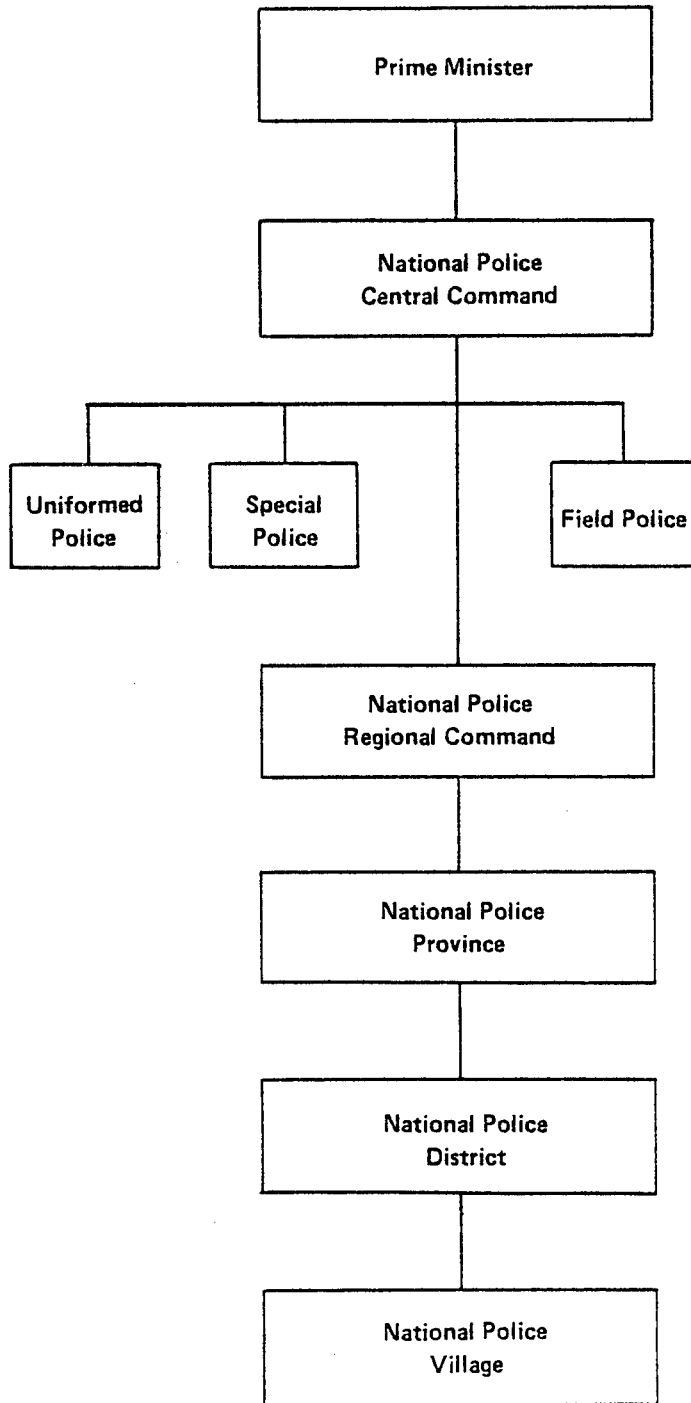 Prime Minister
National Police
Central Command
Uniformed
Police
Special
Police
Field Police
National Police
Regional Command
National Police
Province
National Police
District
National Police
Village